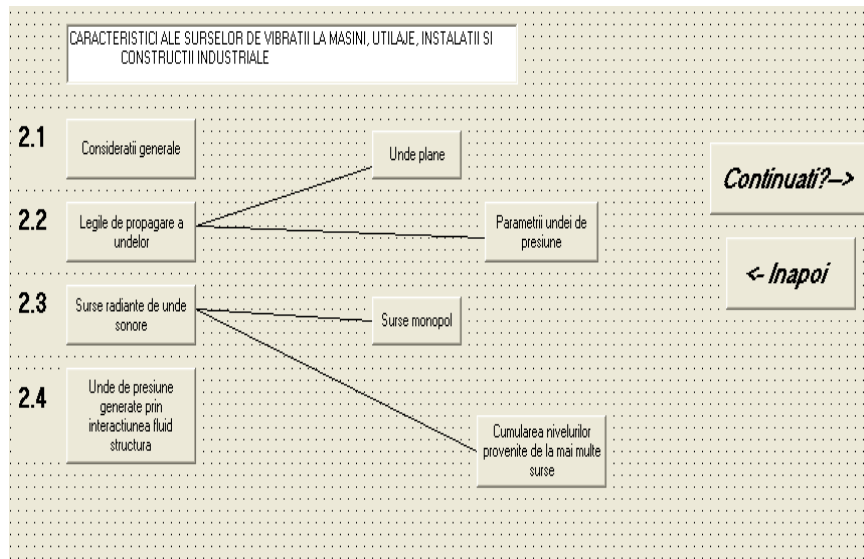 CARACTERISTICI ALE SURSELOR DE VIBRATII LA MASINI, UTILAJE, INSTALATII SI
CONSTRUCTII INDUSTRIALE
2.1
Consideratii generale
Unde plane
Continuati?-->
2.2
Legile de propagare a
undelor
Parametrii undei de
presiune
<- Inapoi
2.3
Surse radiante de unde
sonore
Surse monopol
2.4
Unde de presiune
generate prin
interactiunea fluid
structura
Cumularea nivelurilor
provenite de la mai multe
surse